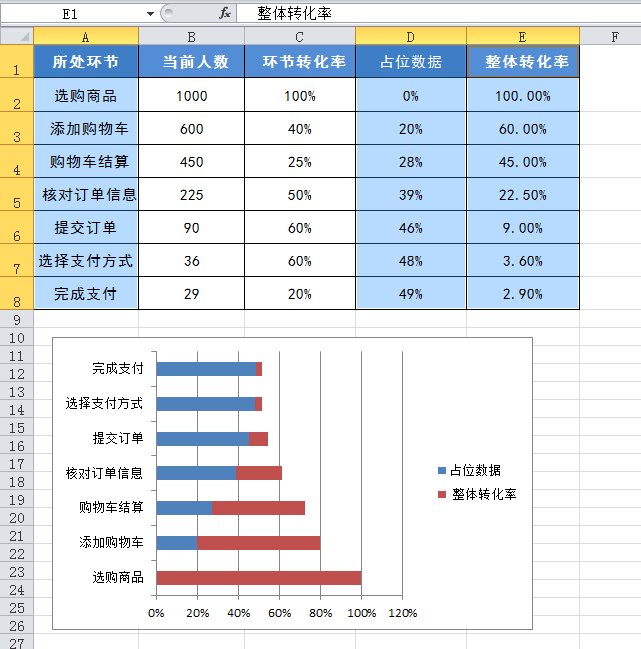 E1 fx 整体转化率
A B C D E F
1 所处环节 当前人数 环节转化率 占位数据 整体转化率
2 选购商品 1000 100% 0% 100.00%
3 添加购物车 600 40% 20% 60.00%
4 购物车结算 450 25% 28% 45.00%
5 核对订单信息 225 50% 39% 22.50%
6 提交订单 90 60% 46% 9.00%
7 选择支付方式 36 60% 48% 3.60%
8 完成支付 29 20% 49% 2.90%
9
10
11
12
13
14
15
16
17
18
19
20
21
22
23
24
25
26
27
完成支付
选择支付方式
提交订单
核对订单信息
购物车结算
添加购物车
选购商品
0% 20% 40% 60% 80% 100% 120%
占位数据
整体转化率